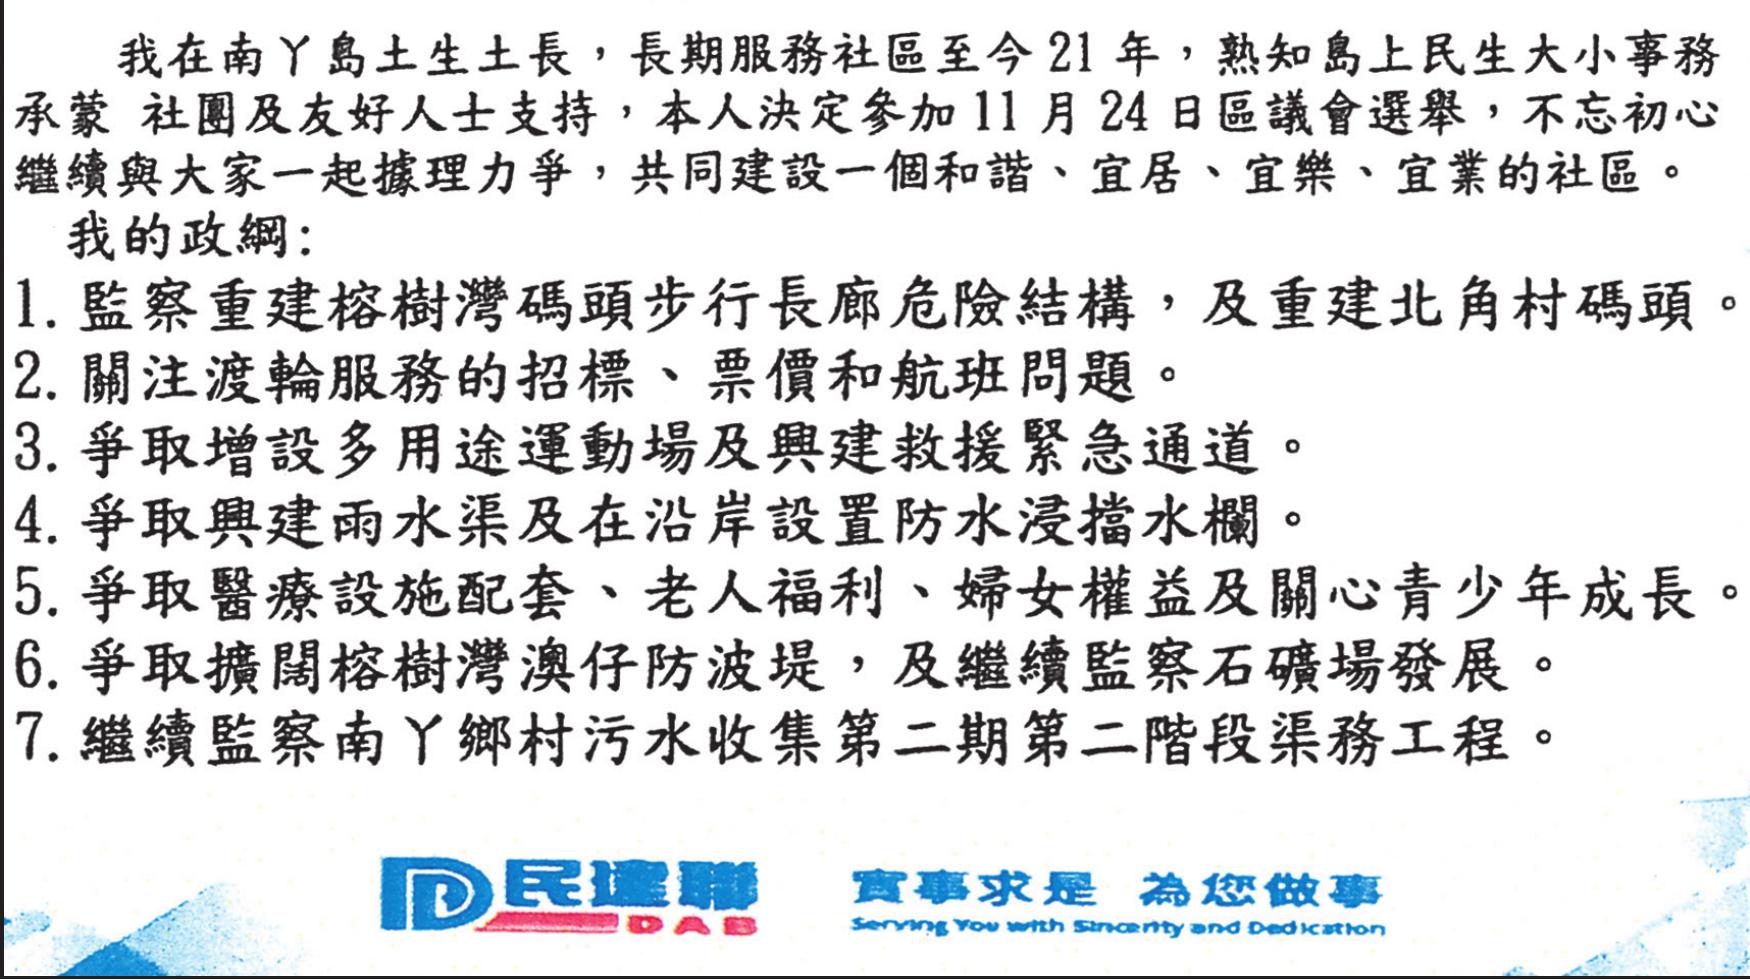 我在南丫島土生土長，長期服務社區至今21年，熟知島上民生大小事務
承蒙 社團及友好人士支持，本人決定參加11月24日區議會選舉，不忘初心
繼續與大家一起據理力爭，共同建設一個和諧、宜居、宜樂、宜業的社區。
我的政綱:
1. 監察重建榕樹灣碼頭步行長廊危險結構，及重建北角村碼頭。
2. 關注渡輪服務的招標、票價和航班問題。
3. 爭取增設多用途運動場及興建救援緊急通道。
4. 爭取興建雨水渠及在沿岸設置防水浸擋水欄。
5. 爭取醫療設施配套、老人福利、婦女權益及關心青少年成長。
6. 爭取擴闊榕樹灣澳仔防波堤，及繼續監察石礦場發展。
7. 繼續監察南丫鄉村污水收集第二期第二階段渠務工程。
民建聯 實事求是 為您做事
DAB Serving You with Sincerity and Dedication